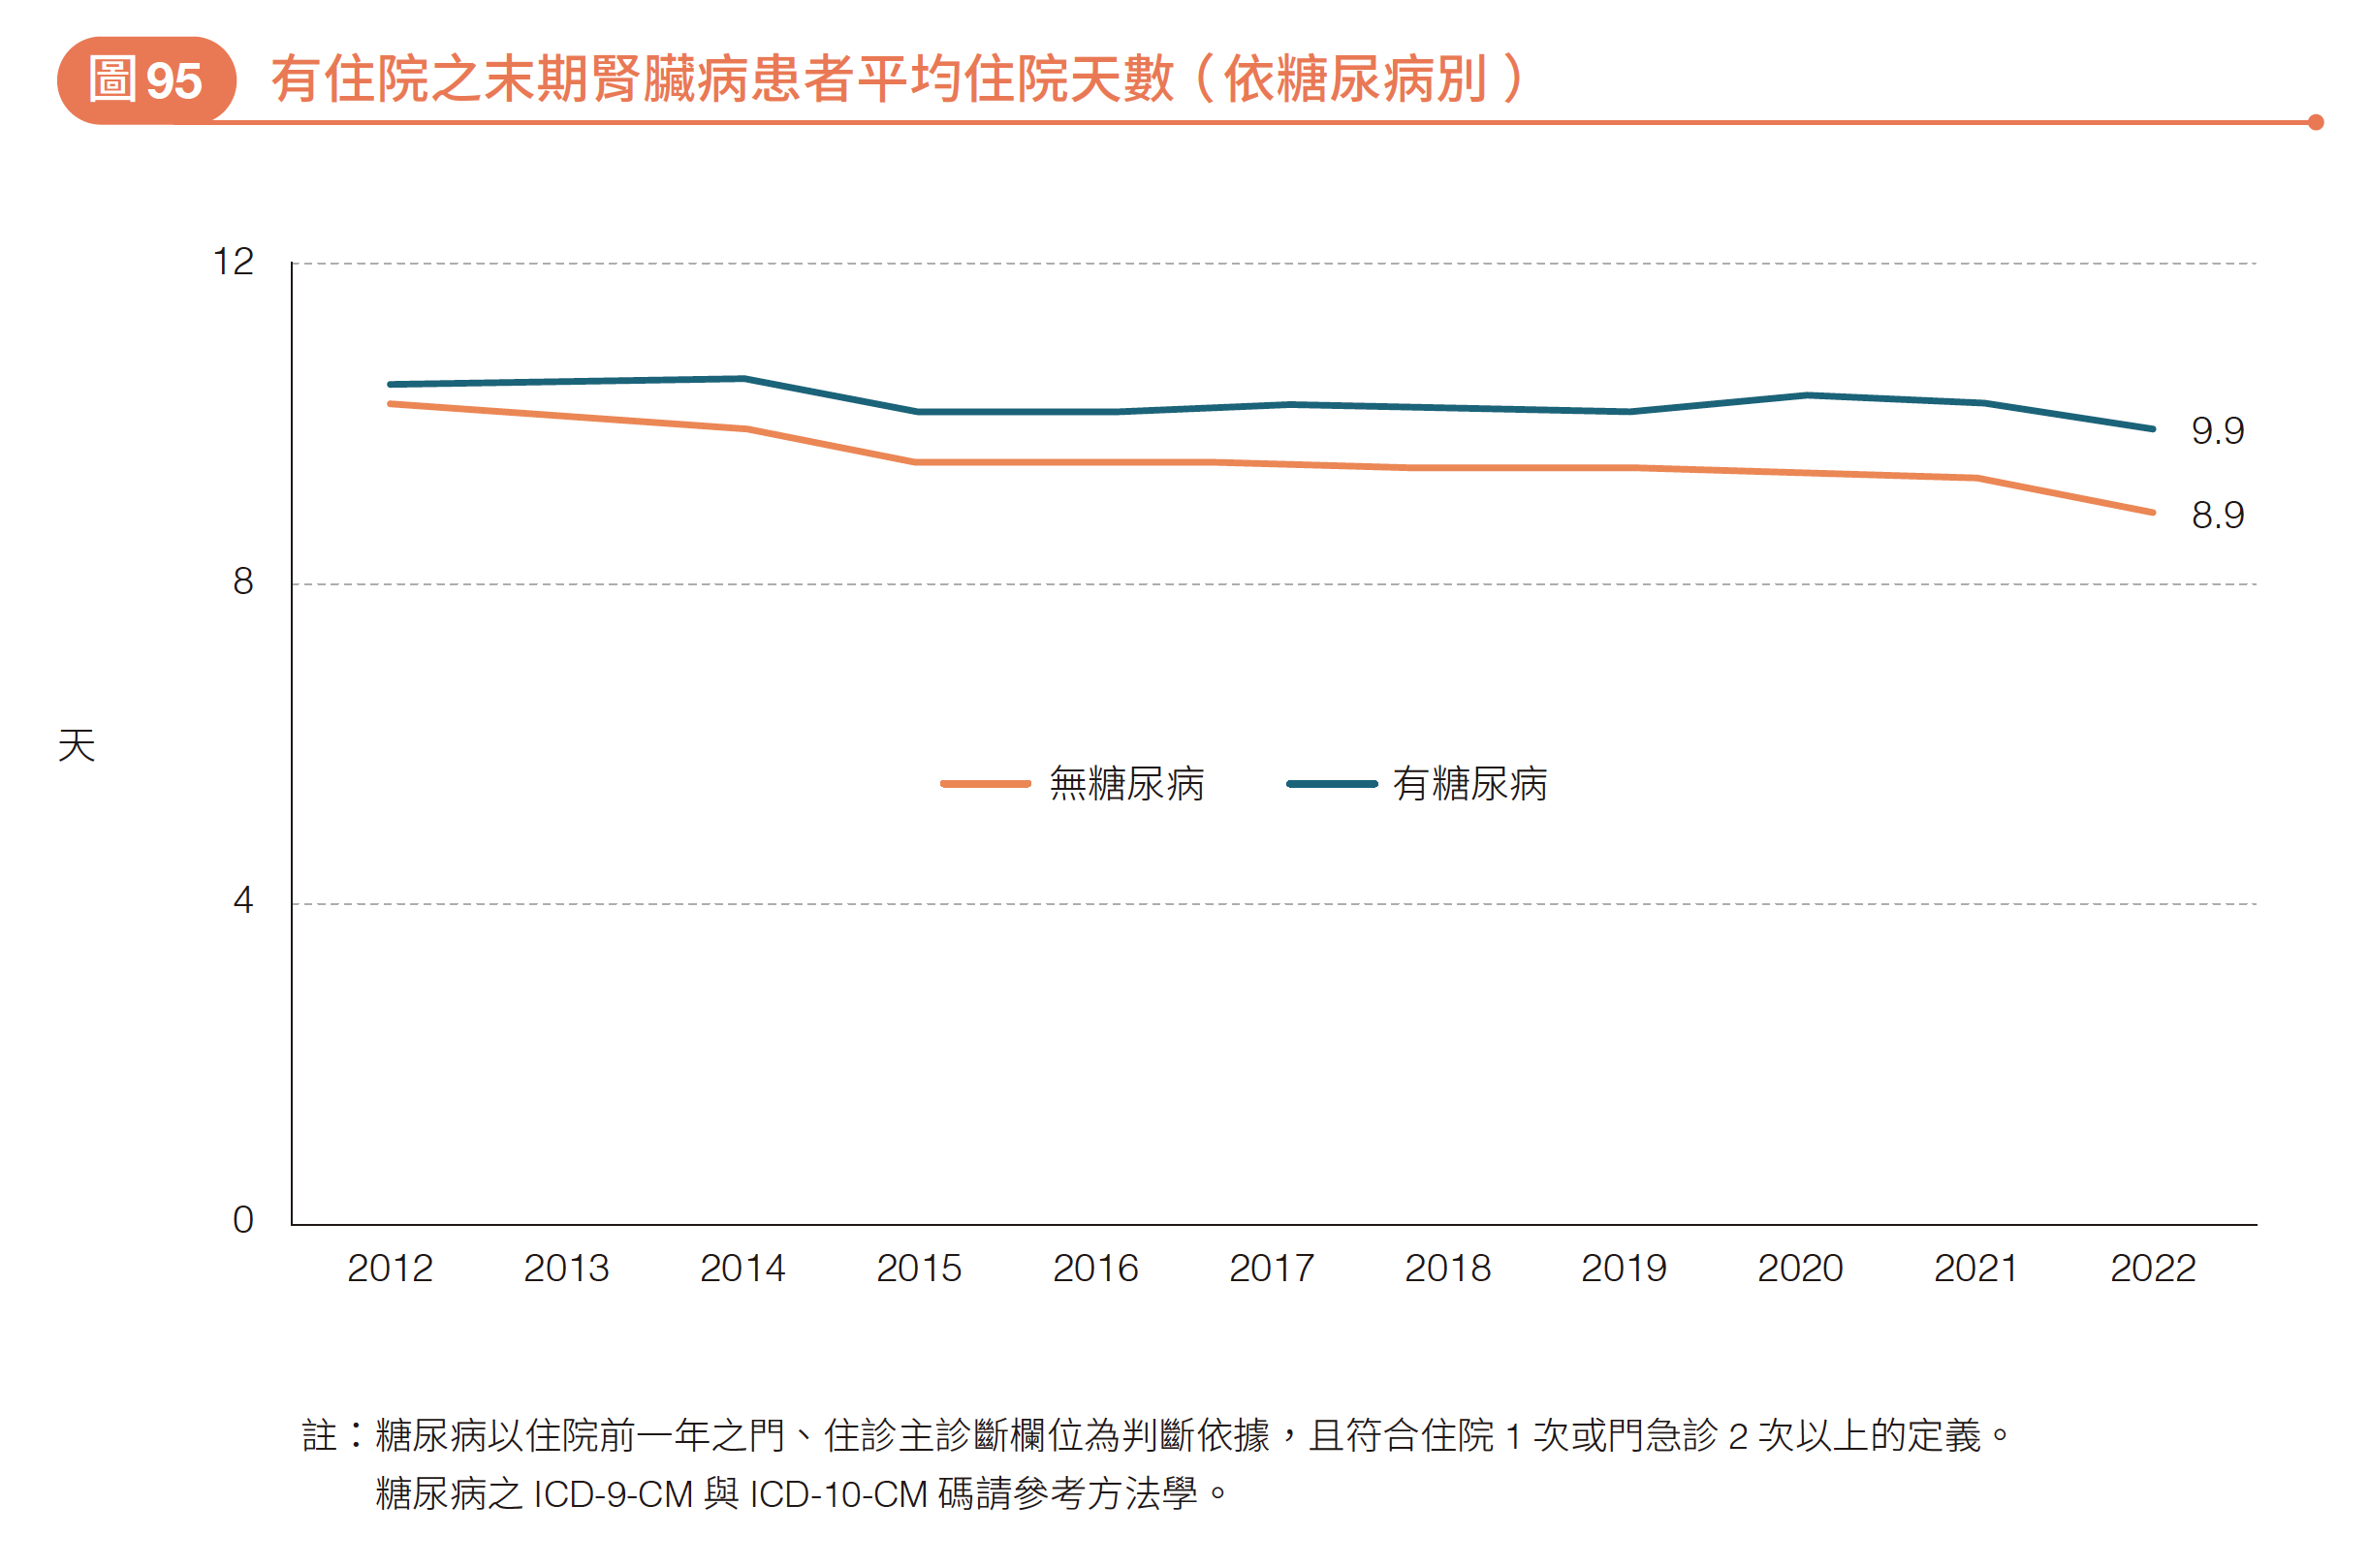 圖 95 有住院之末期腎臟病患者平均住院天數（依糖尿病別）
12
8
4
0
天
9.9
8.9
無糖尿病 有糖尿病
2012 2013 2014 2015 2016 2017 2018 2019 2020 2021 2022
註：糖尿病以住院前一年之門、住診主診斷欄位為判斷依據，且符合住院 1 次或門急診 2 次以上的定義。
糖尿病之 ICD-9-CM 與 ICD-10-CM 碼請參考方法學。